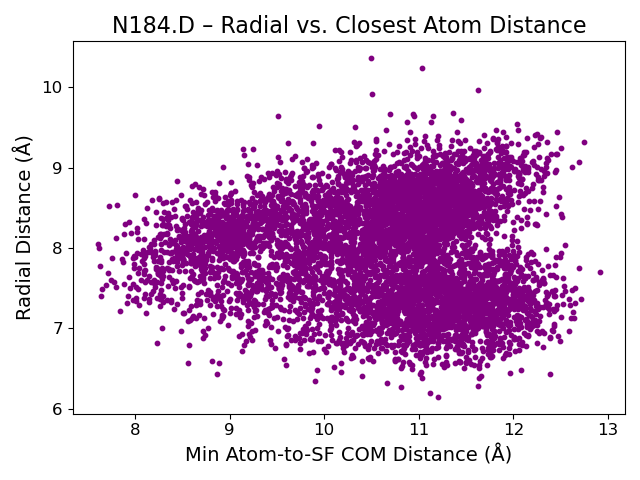 N184.D – Radial vs. Closest Atom Distance
Radial Distance (Å)
10
9
8
7
6
8 9 10 11 12 13
Min Atom-to-SF COM Distance (Å)